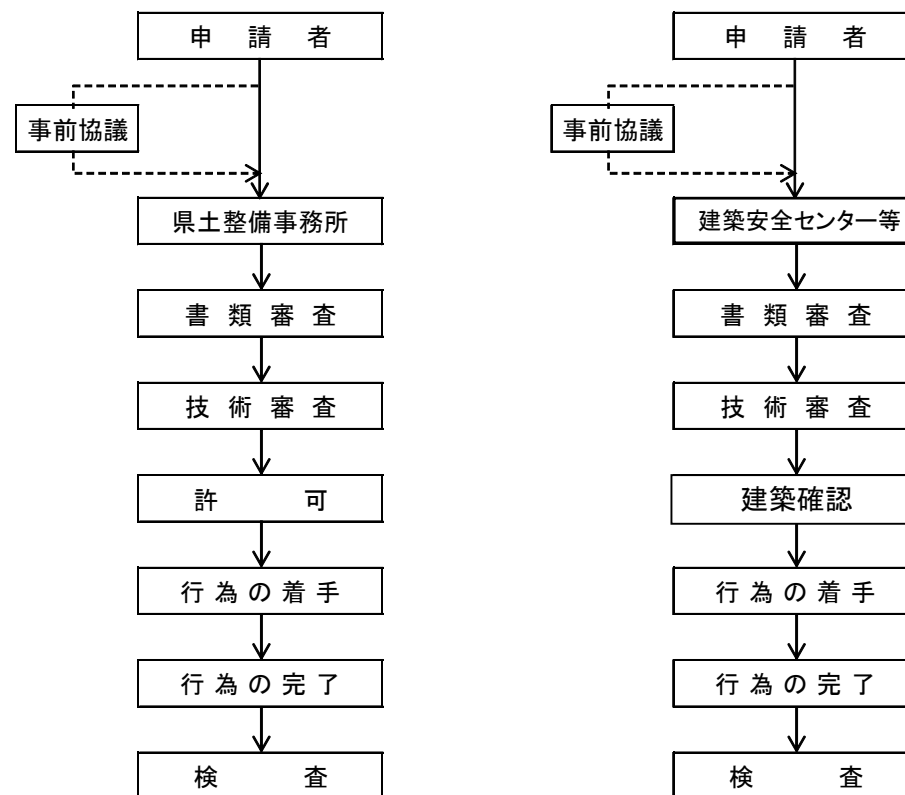 申請者
事前協議
県土整備事務所
書類審査
技術審査
許可
行為の着手
行為の完了
検査
申請者
事前協議
建築安全センター等
書類審査
技術審査
建築確認
行為の着手
行為の完了
検査